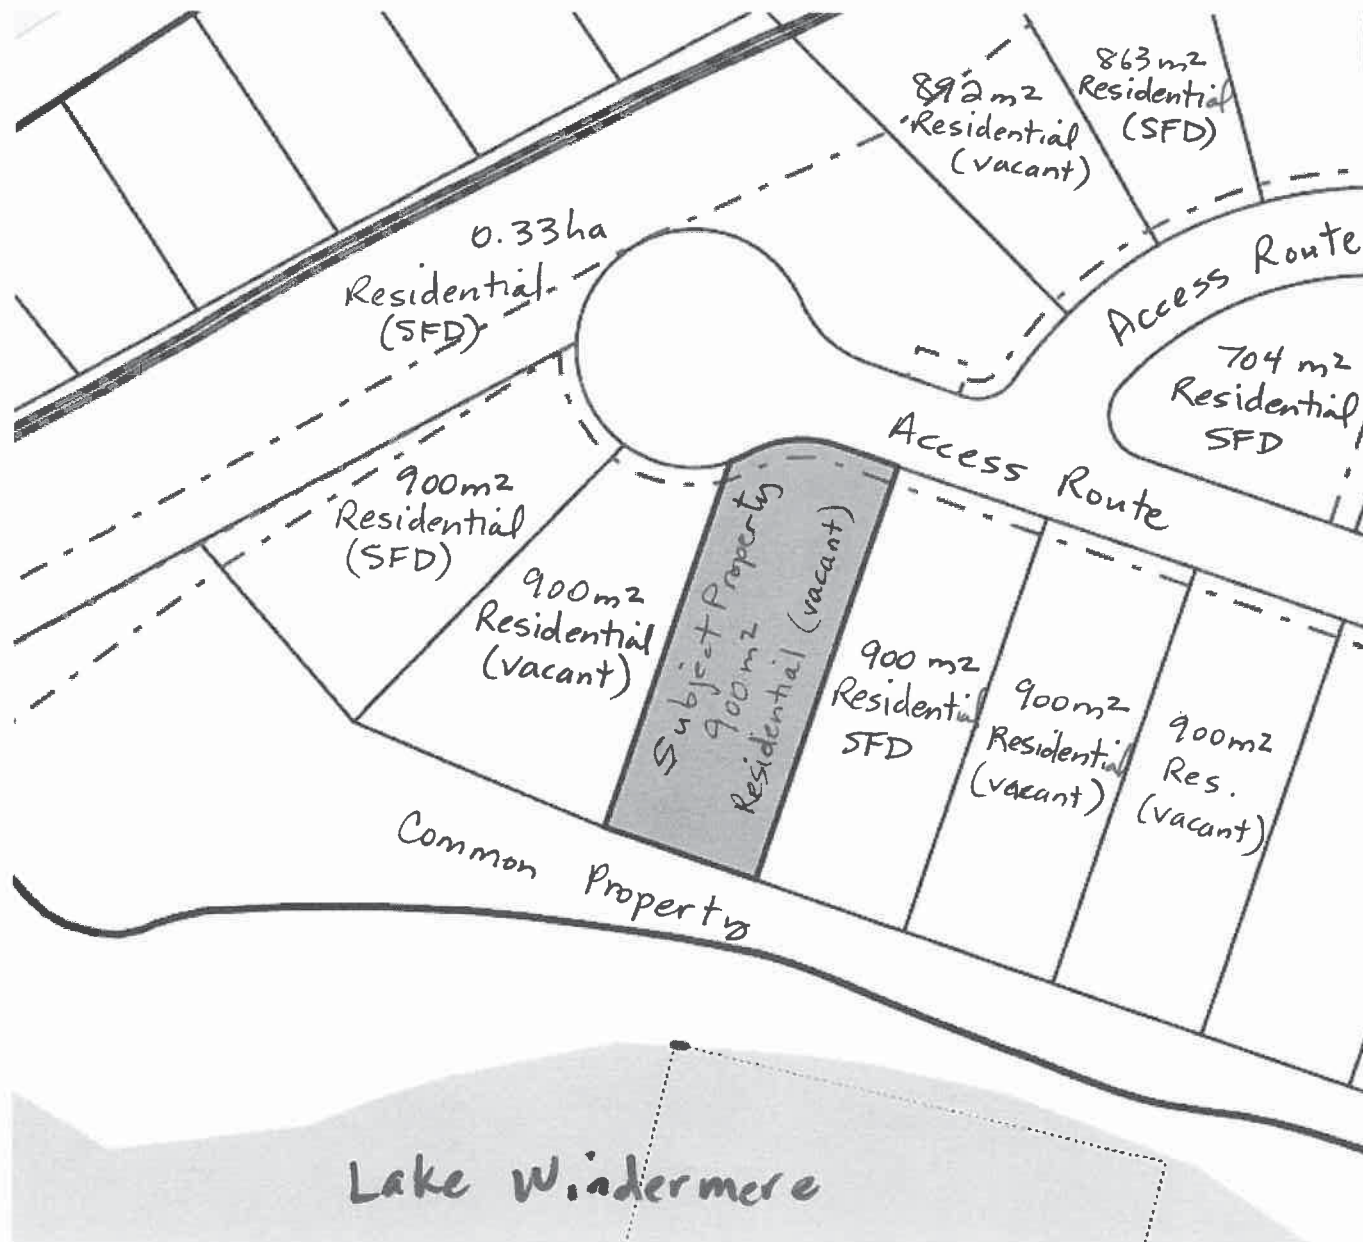 863 m2
Residential
(SFD)
892 m2
Residential
(vacant)
0.33ha
Residential
(SFD)
Access Route
704 m2
Residential
SFD
Access Route
900m2
Residential
(SFD)
900m2
Residential
(vacant)
Subject Property
900m2
Residential (vacant)
900 m2
Residential
SFD
900m2
Residential
(vacant)
900m2
Res.
(vacant)
Common Property
Lake Windermere